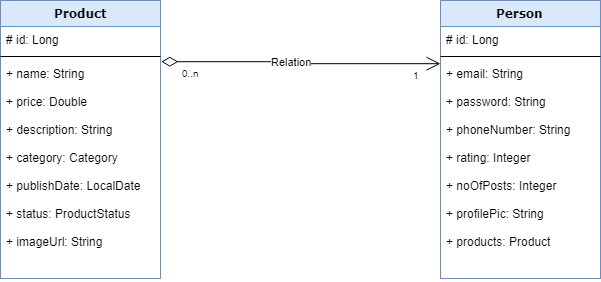 Product
# id: Long
+ name: String
+ price: Double
+ description: String
+ category: Category
+ publishDate: LocalDate
+ status: ProductStatus
+ imageUrl: String
Relation
0..n
1
Person
# id: Long
+ email: String
+ password: String
+ phoneNumber: String
+ rating: Integer
+ noOfPosts: Integer
+ profilePic: String
+ products: Product